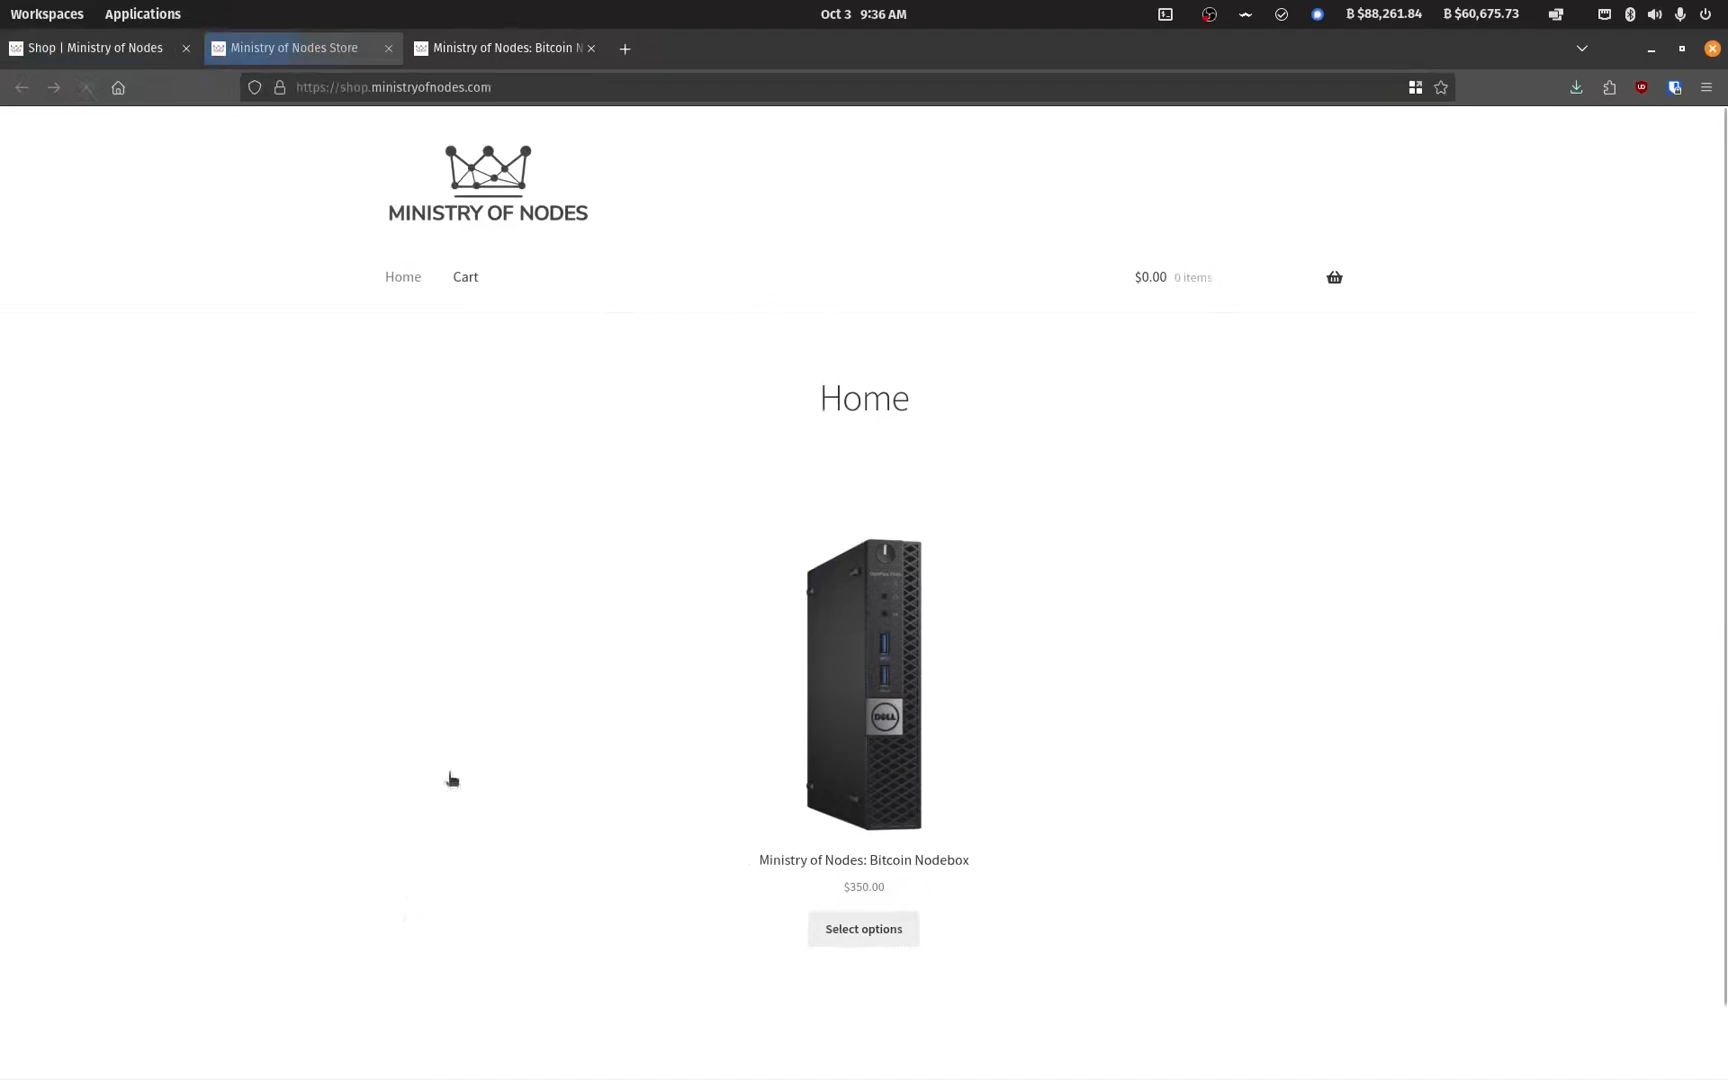 Workspaces Applications Oct 3 9:36 AM ₿ $88,261.84 ₿ $60,675.73
Shop | Ministry of Nodes Ministry of Nodes Store Ministry of Nodes: Bitcoin N
https://shop.ministryofnodes.com
MINISTRY OF NODES
Home Cart $0.00 0 items
Home
DELL
Ministry of Nodes: Bitcoin Nodebox
$350.00
Select options